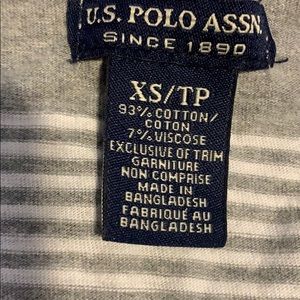 U.S. POLO ASSN.
SINCE 1890
XS/TP
93% COTTON/
COTON
7% VISCOSE
EXCLUSIVE OF TRIM
GARNITURE
NON COMPRISE
MADE IN
BANGLADESH
FABRIQUÉ AU
BANGLADESH